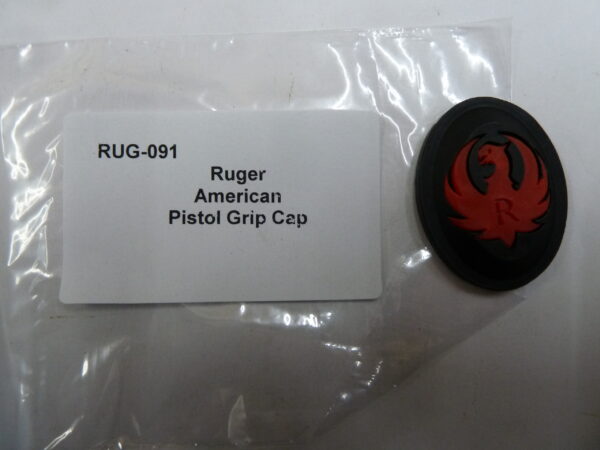 RUG-091
Ruger
American
Pistol Grip Cap
R